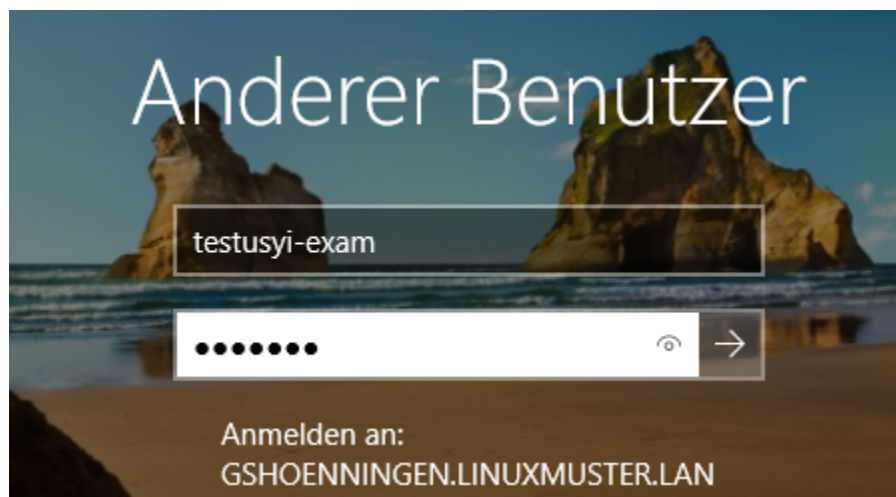 Anderer Benutzer
testusyi-exam
Anmelden an:
GSHOENNINGEN.LINUXMUSTER.LAN